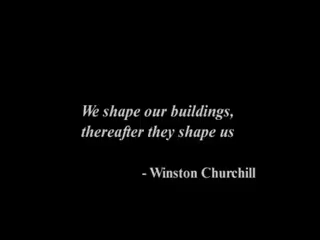 We shape our buildings,
thereafter they shape us
- Winston Churchill